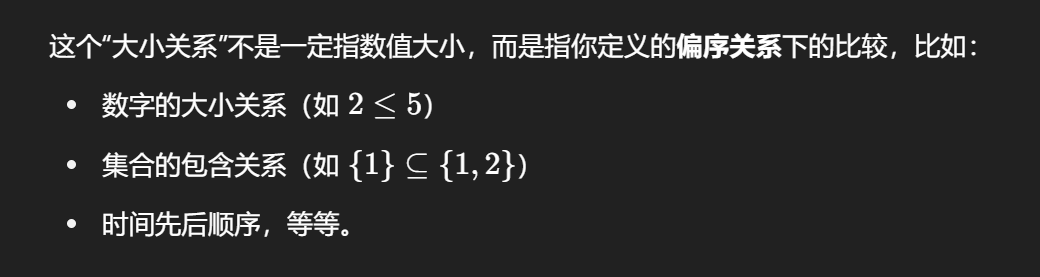 这个“大小关系”不是一定指数值大小，而是指你定义的偏序关系下的比较，比如：
• 数字的大小关系（如 2 ≤ 5）
• 集合的包含关系（如 {1} ⊆ {1, 2}）
• 时间先后顺序，等等。